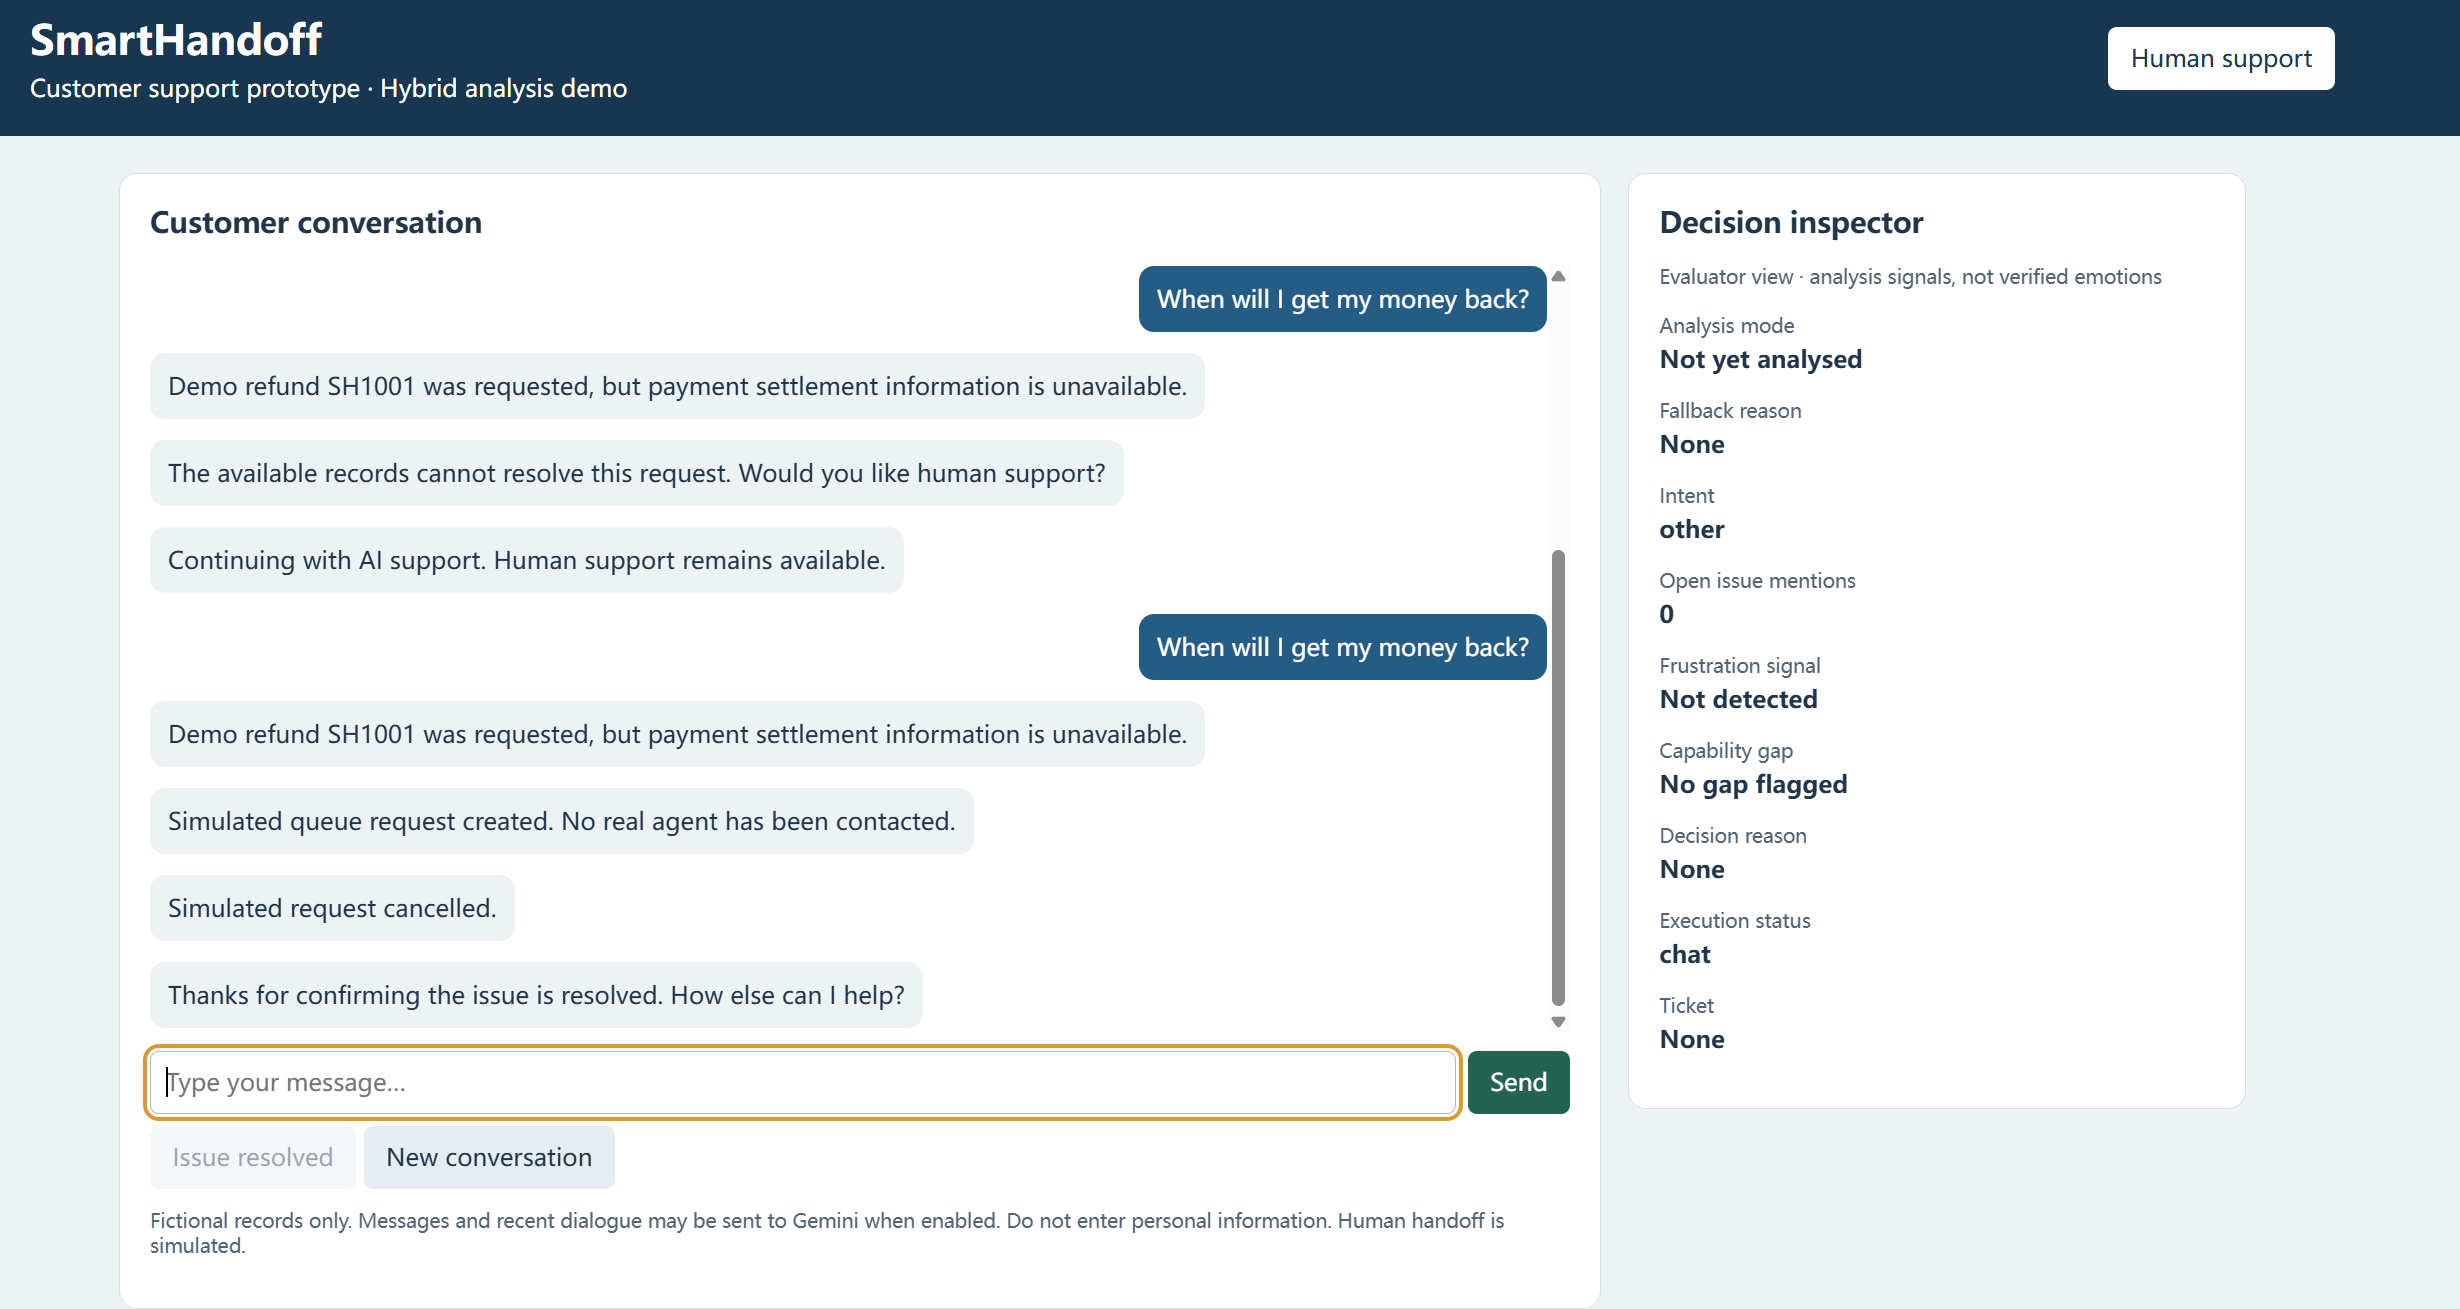 SmartHandoff
Customer support prototype · Hybrid analysis demo
Human support
Customer conversation
When will I get my money back?
Demo refund SH1001 was requested, but payment settlement information is unavailable.
The available records cannot resolve this request. Would you like human support?
Continuing with AI support. Human support remains available.
When will I get my money back?
Demo refund SH1001 was requested, but payment settlement information is unavailable.
Simulated queue request created. No real agent has been contacted.
Simulated request cancelled.
Thanks for confirming the issue is resolved. How else can I help?
Type your message...
Send
Issue resolved
New conversation
Fictional records only. Messages and recent dialogue may be sent to Gemini when enabled. Do not enter personal information. Human handoff is
simulated.
Decision inspector
Evaluator view · analysis signals, not verified emotions
Analysis mode
Not yet analysed
Fallback reason
None
Intent
other
Open issue mentions
0
Frustration signal
Not detected
Capability gap
No gap flagged
Decision reason
None
Execution status
chat
Ticket
None